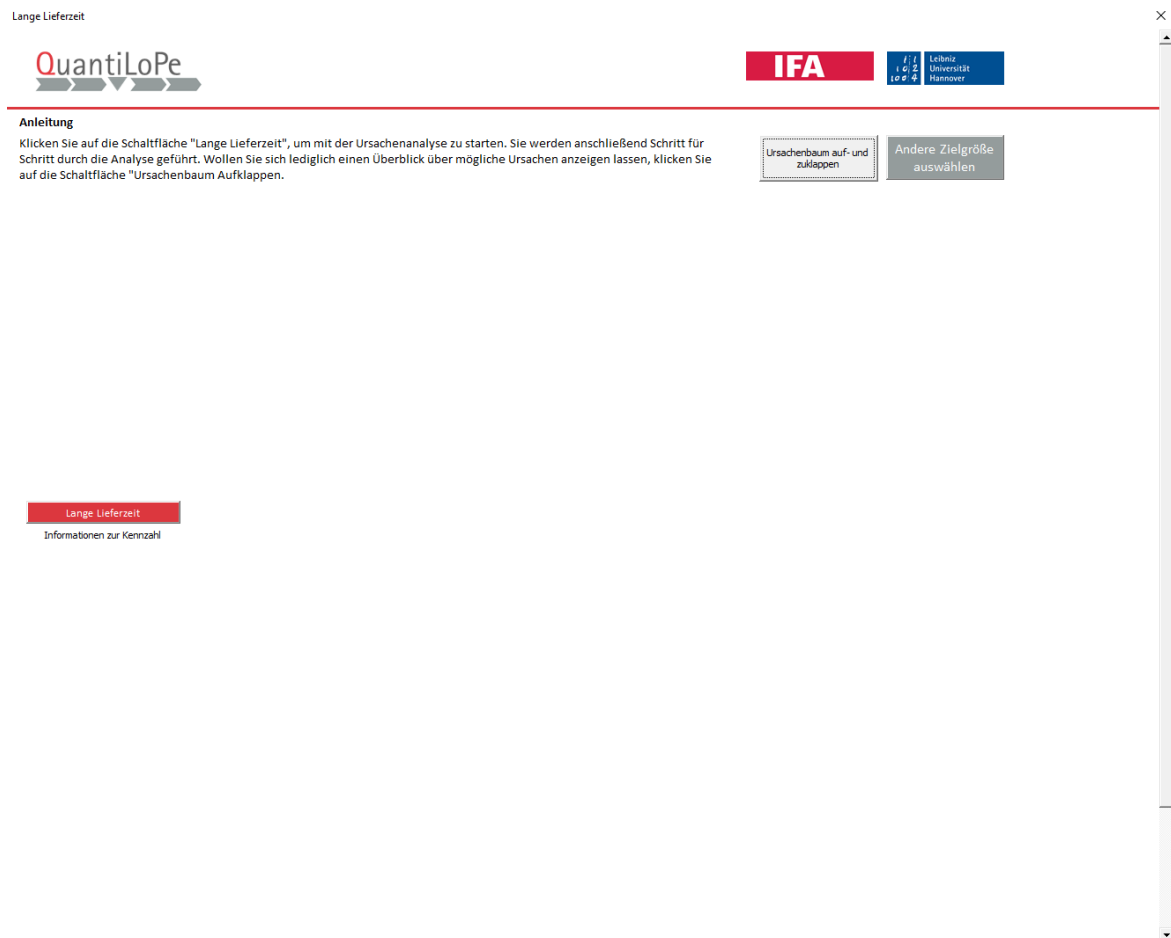 Lange Lieferzeit
QuantiLoPe
IFA
Leibniz
Universität
Hannover
Anleitung
Klicken Sie auf die Schaltfläche "Lange Lieferzeit", um mit der Ursachenanalyse zu starten. Sie werden anschließend Schritt für
Schritt durch die Analyse geführt. Wollen Sie sich lediglich einen Überblick über mögliche Ursachen anzeigen lassen, klicken Sie
auf die Schaltfläche "Ursachenbaum Aufklappen.
Ursachenbaum auf- und
zuklappen
Andere Zielgröße
auswählen
Lange Lieferzeit
Informationen zur Kennzahl